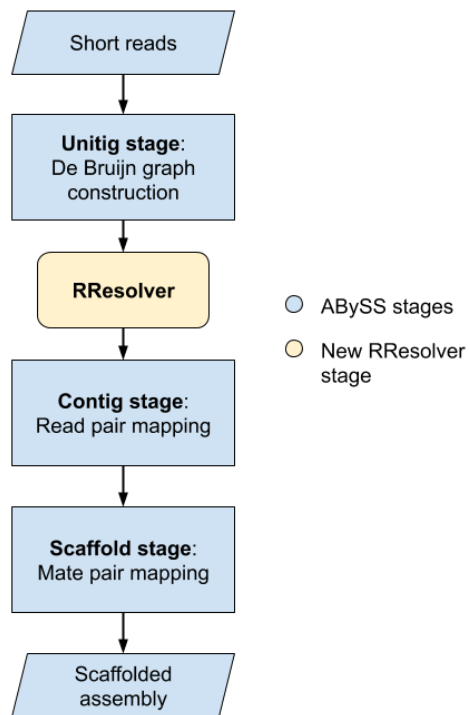 Short reads
Unitig stage:
De Bruijn graph
construction
RResolver
ABySS stages
New RResolver
stage
Contig stage:
Read pair mapping
Scaffold stage:
Mate pair mapping
Scaffolded
assembly